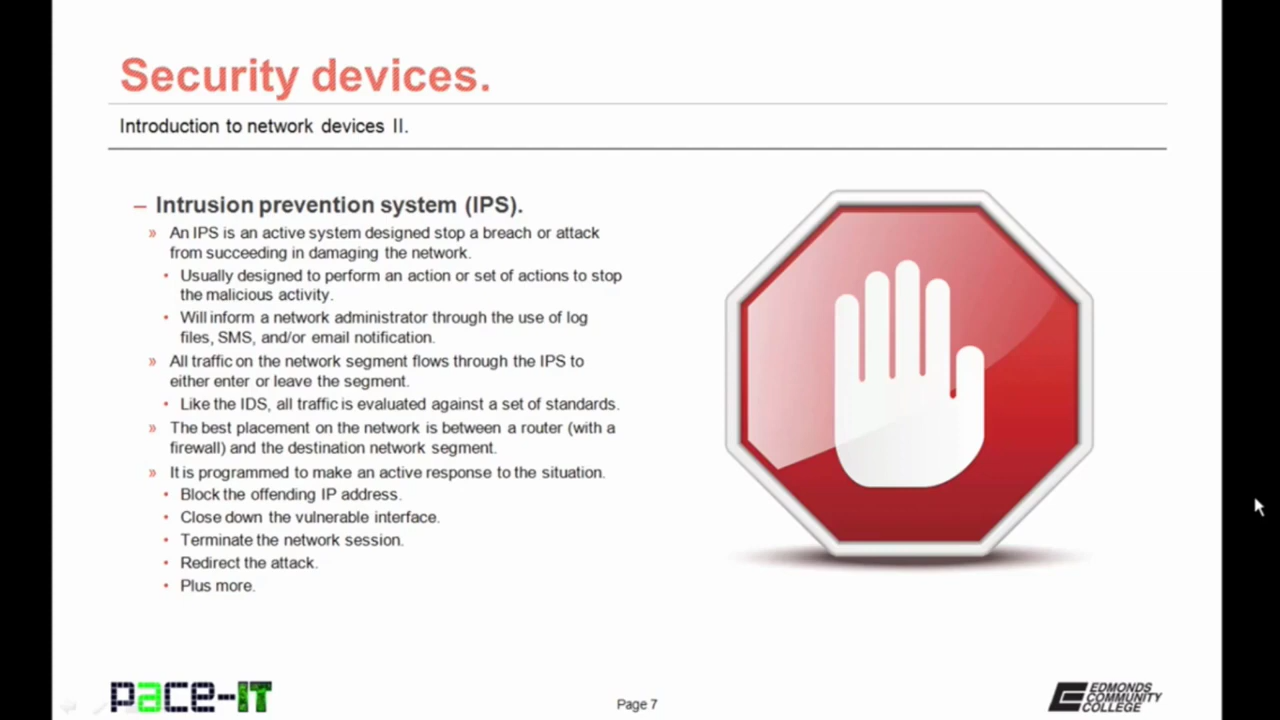 Security devices.
Introduction to network devices II.
– Intrusion prevention system (IPS).
» An IPS is an active system designed stop a breach or attack
from succeeding in damaging the network.
• Usually designed to perform an action or set of actions to stop
the malicious activity.
• Will inform a network administrator through the use of log
files, SMS, and/or email notification.
» All traffic on the network segment flows through the IPS to
either enter or leave the segment.
• Like the IDS, all traffic is evaluated against a set of standards.
» The best placement on the network is between a router (with a
firewall) and the destination network segment.
» It is programmed to make an active response to the situation.
• Block the offending IP address.
• Close down the vulnerable interface.
• Terminate the network session.
• Redirect the attack.
• Plus more.
pace-IT
Page 7
EDMONDS
COMMUNITY
COLLEGE